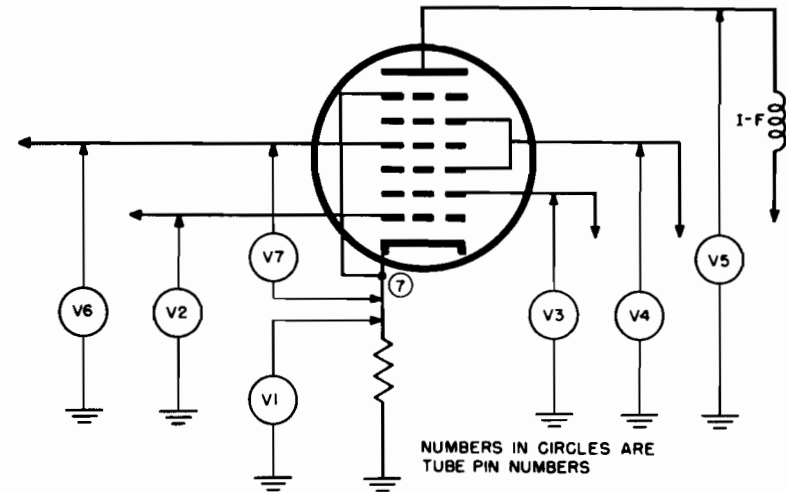 I-F
V7
7
V5
V6
V2
V3
V4
V1
NUMBERS IN CIRCLES ARE
TUBE PIN NUMBERS